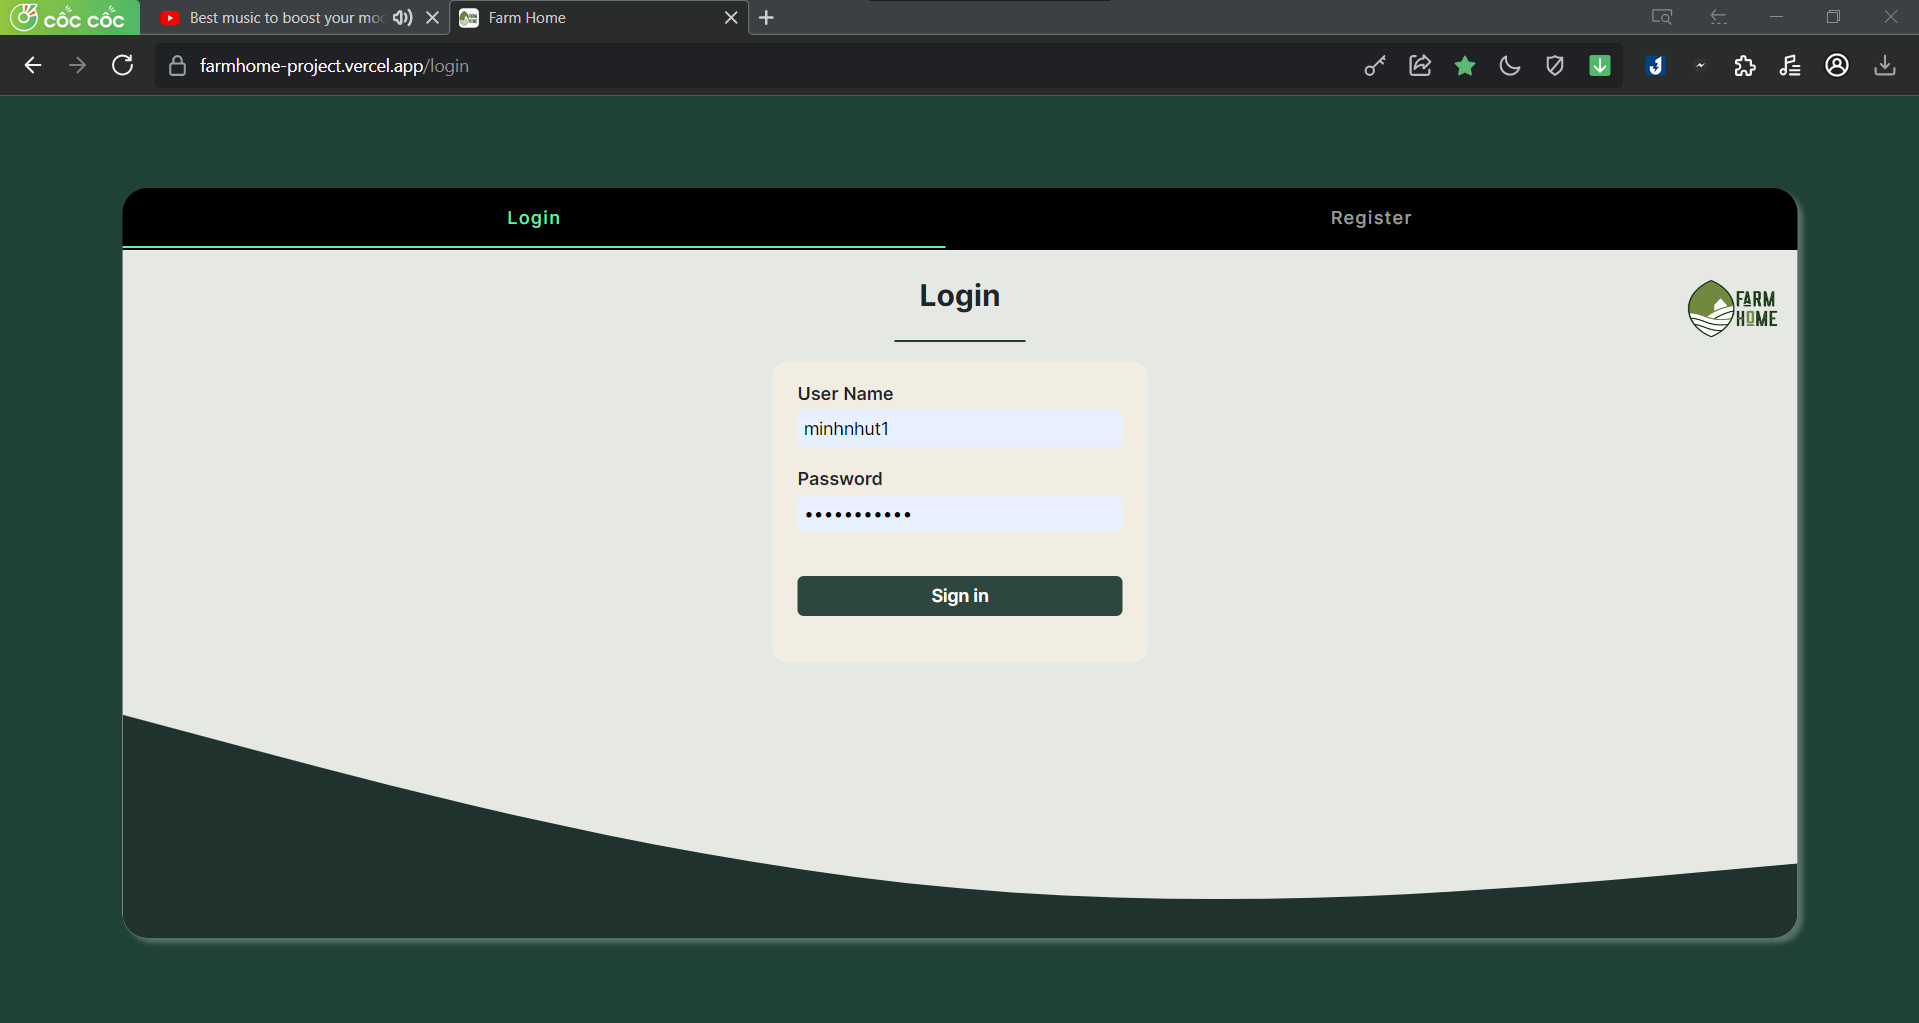 cốc cốc
Best music to boost your moo
Farm Home
farmhome-project.vercel.app/login
Login
Register
Login
FARM
HOME
User Name
minhnhut1
Password
•••••••••••
Sign in